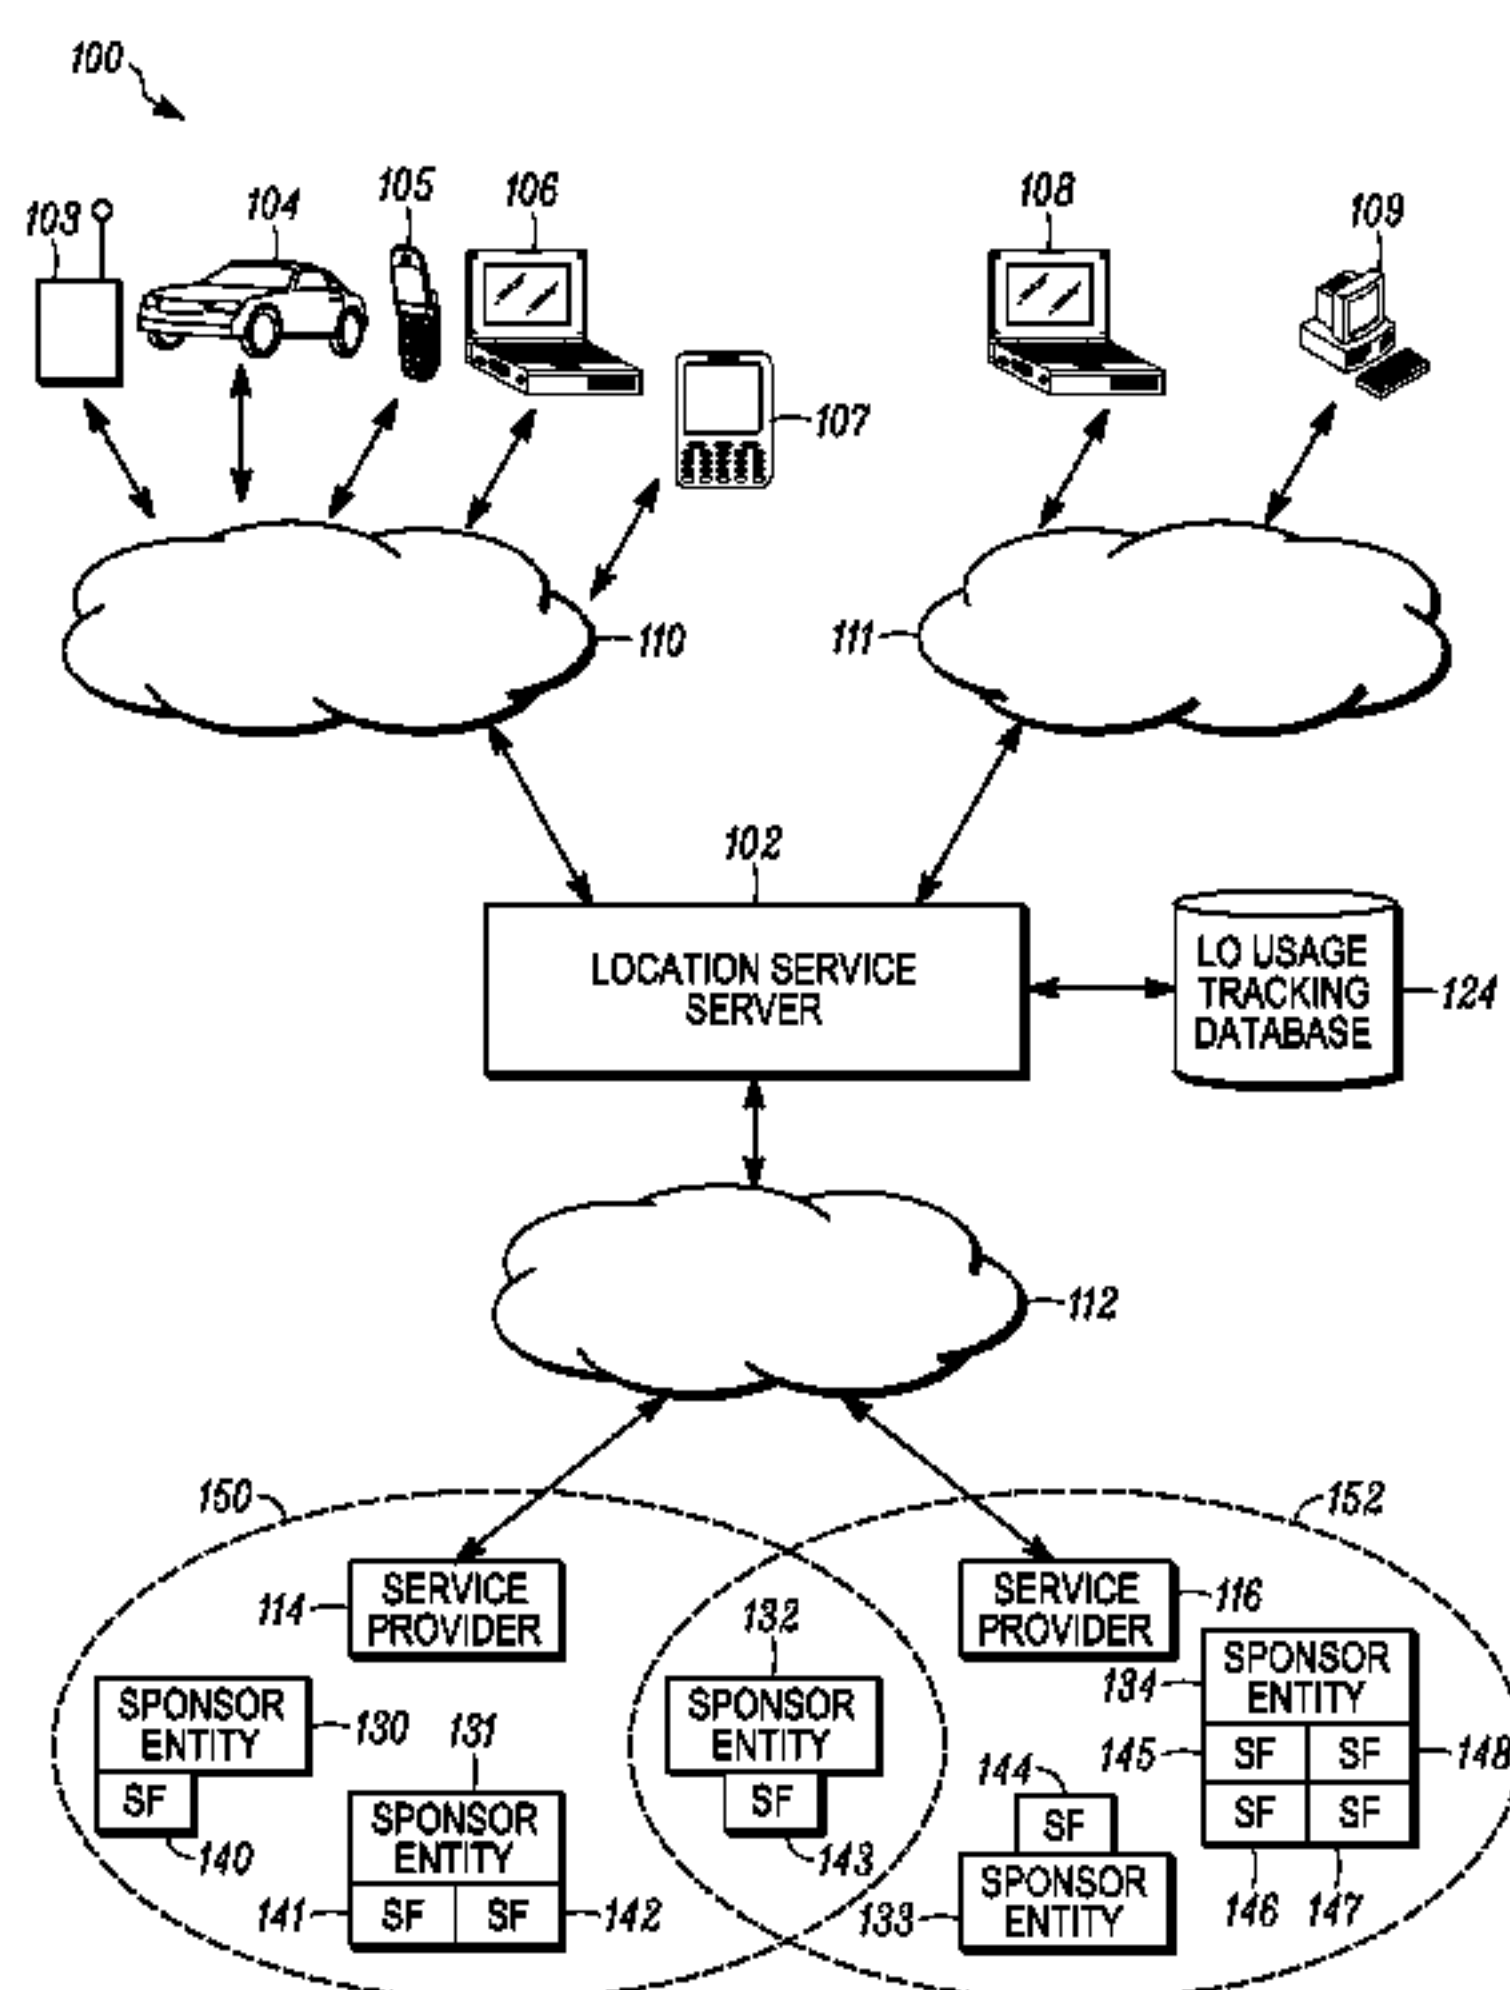 100
103
104
105
106
107
108
109
110
111
102
LOCATION SERVICE
SERVER
LO USAGE
TRACKING
DATABASE
124
112
150
152
SERVICE
PROVIDER
114
SERVICE
PROVIDER
116
132
SPONSOR
ENTITY
SF
143
SPONSOR
ENTITY
130
SF
140
131
SPONSOR
ENTITY
141
SF
SF
142
134
SPONSOR
ENTITY
145
SF
SF
148
SF
SF
146
147
144
SF
SPONSOR
ENTITY
133